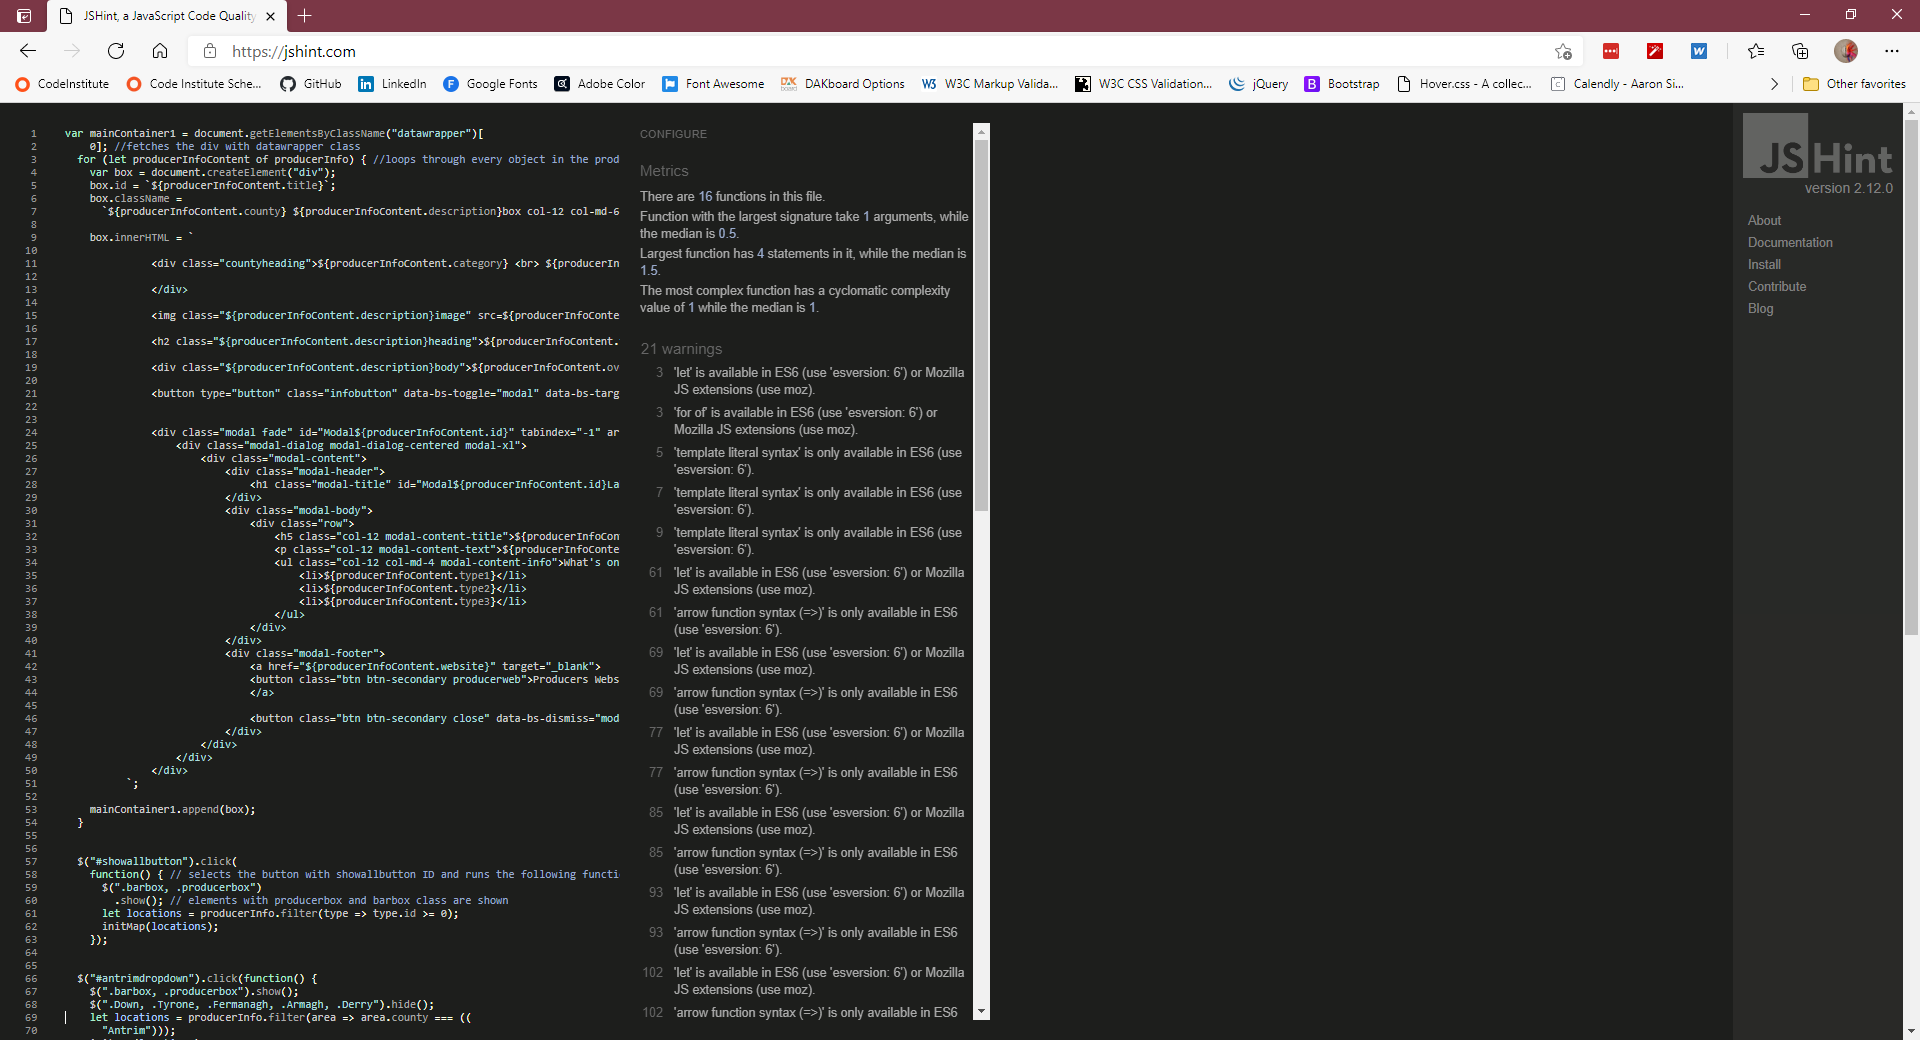 JSHint, a JavaScript Code Quality
https://jshint.com
CodeInstitute
Code Institute Sche...
GitHub
LinkedIn
Google Fonts
Adobe Color
Font Awesome
DAKboard Options
W3C Markup Valida...
W3C CSS Validation...
jQuery
Bootstrap
Hover.css - A collec...
Calendly - Aaron Si...
Other favorites
1 var mainContainer1 = document.getElementsByClassName("datawrapper")[
2 0]; //fetches the div with datawrapper class
3 for (let producerInfoContent of producerInfo) { //loops through every object in the prod
4 var box = document.createElement("div");
5 box.id = `${producerInfoContent.title}`;
6 box.className =
7 `${producerInfoContent.county} ${producerInfoContent.description}box col-12 col-md-6
8
9 box.innerHTML = `
10
11 <div class="countyheading">${producerInfoContent.category} <br> ${producerIn
12
13 </div>
14
15 <img class="${producerInfoContent.description}image" src=${producerInfoConte
16
17 <h2 class="${producerInfoContent.description}heading">${producerInfoContent.
18
19 <div class="${producerInfoContent.description}body">${producerInfoContent.ov
20
21 <button type="button" class="infobutton" data-bs-toggle="modal" data-bs-targ
22
23
24 <div class="modal fade" id="Modal${producerInfoContent.id}" tabindex="-1" ar
25 <div class="modal-dialog modal-dialog-centered modal-xl">
26 <div class="modal-content">
27 <div class="modal-header">
28 <h1 class="modal-title" id="Modal${producerInfoContent.id}La
29 </div>
30 <div class="modal-body">
31 <div class="row">
32 <h5 class="col-12 modal-content-title">${producerInfoCon
33 <p class="col-12 modal-content-text">${producerInfoConte
34 <ul class="col-12 col-md-4 modal-content-info">What's on
35 <li>${producerInfoContent.type1}</li>
36 <li>${producerInfoContent.type2}</li>
37 <li>${producerInfoContent.type3}</li>
38 </ul>
39 </div>
40 </div>
41 <div class="modal-footer">
42 <a href="${producerInfoContent.website}" target="_blank">
43 <button class="btn btn-secondary producerweb">Producers Webs
44 </a>
45
46 <button class="btn btn-secondary close" data-bs-dismiss="mod
47 </div>
48 </div>
49 </div>
50 </div>
51 `;
52
53 mainContainer1.append(box);
54 }
55
56
57 $("#showallbutton").click(
58 function() { // selects the button with showallbutton ID and runs the following functi
59 $(".barbox, .producerbox")
60 .show(); // elements with producerbox and barbox class are shown
61 let locations = producerInfo.filter(type => type.id >= 0);
62 initMap(locations);
63 });
64
65
66 $("#antrimdropdown").click(function() {
67 $(".barbox, .producerbox").show();
68 $(".Down, .Tyrone, .Fermanagh, .Armagh, .Derry").hide();
69 let locations = producerInfo.filter(area => area.county === ((
70 "Antrim")));
CONFIGURE
Metrics
There are 16 functions in this file.
Function with the largest signature take 1 arguments, while
the median is 0.5.
Largest function has 4 statements in it, while the median is
1.5.
The most complex function has a cyclomatic complexity
value of 1 while the median is 1.
21 warnings
3 'let' is available in ES6 (use 'esversion: 6') or Mozilla
JS extensions (use moz).
3 'for of' is available in ES6 (use 'esversion: 6') or
Mozilla JS extensions (use moz).
5 'template literal syntax' is only available in ES6 (use
'esversion: 6').
7 'template literal syntax' is only available in ES6 (use
'esversion: 6').
9 'template literal syntax' is only available in ES6 (use
'esversion: 6').
61 'let' is available in ES6 (use 'esversion: 6') or Mozilla
JS extensions (use moz).
61 'arrow function syntax (=>)' is only available in ES6
(use 'esversion: 6').
69 'let' is available in ES6 (use 'esversion: 6') or Mozilla
JS extensions (use moz).
69 'arrow function syntax (=>)' is only available in ES6
(use 'esversion: 6').
77 'let' is available in ES6 (use 'esversion: 6') or Mozilla
JS extensions (use moz).
77 'arrow function syntax (=>)' is only available in ES6
(use 'esversion: 6').
85 'let' is available in ES6 (use 'esversion: 6') or Mozilla
JS extensions (use moz).
85 'arrow function syntax (=>)' is only available in ES6
(use 'esversion: 6').
93 'let' is available in ES6 (use 'esversion: 6') or Mozilla
JS extensions (use moz).
93 'arrow function syntax (=>)' is only available in ES6
(use 'esversion: 6').
102 'let' is available in ES6 (use 'esversion: 6') or Mozilla
JS extensions (use moz).
102 'arrow function syntax (=>)' is only available in ES6
JSHint
version 2.12.0
About
Documentation
Install
Contribute
Blog